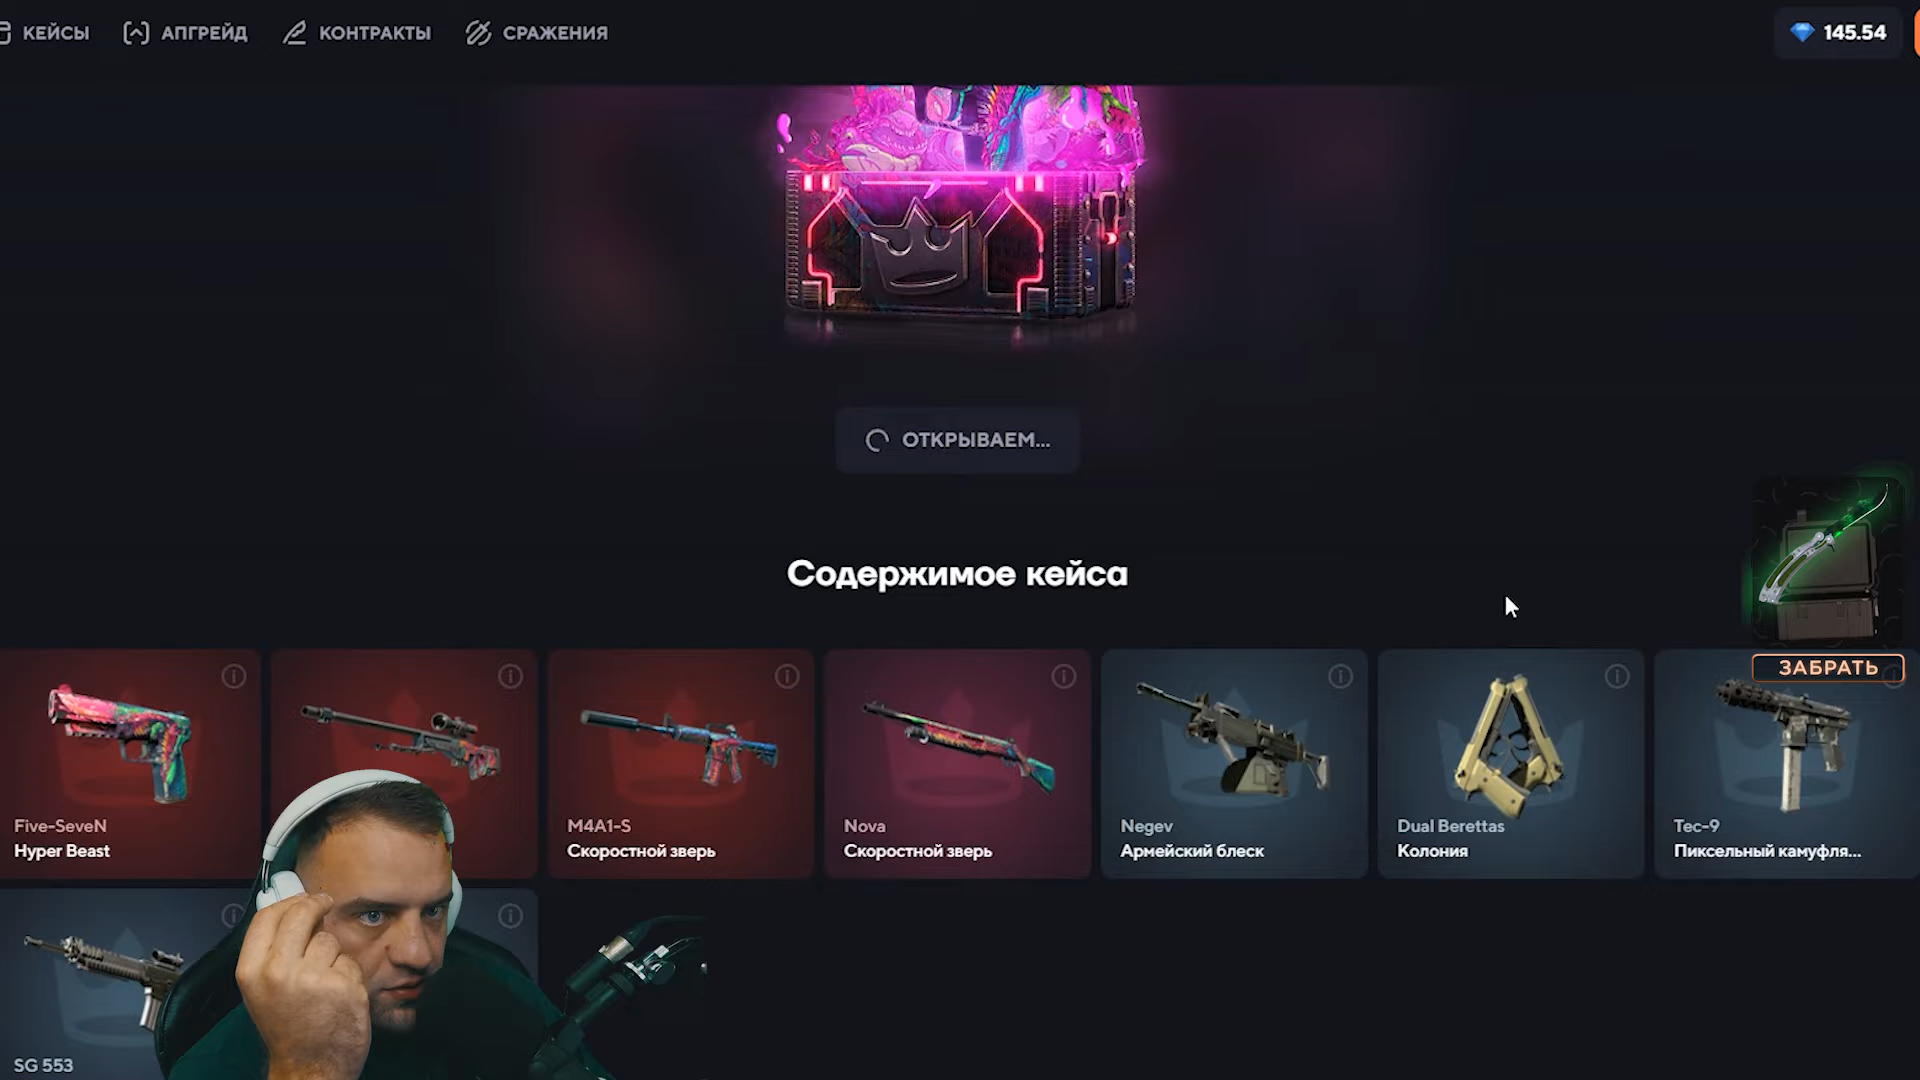 КЕЙСЫ
АПГРЕЙД
КОНТРАКТЫ
СРАЖЕНИЯ
145.54
ОТКРЫВАЕМ...
Содержимое кейса
ЗАБРАТЬ
Five-SeveN
Hyper Beast
M4A1-S
Скоростной зверь
Nova
Скоростной зверь
Negev
Армейский блеск
Dual Berettas
Колония
Tec-9
Пиксельный камуфля...
SG 553